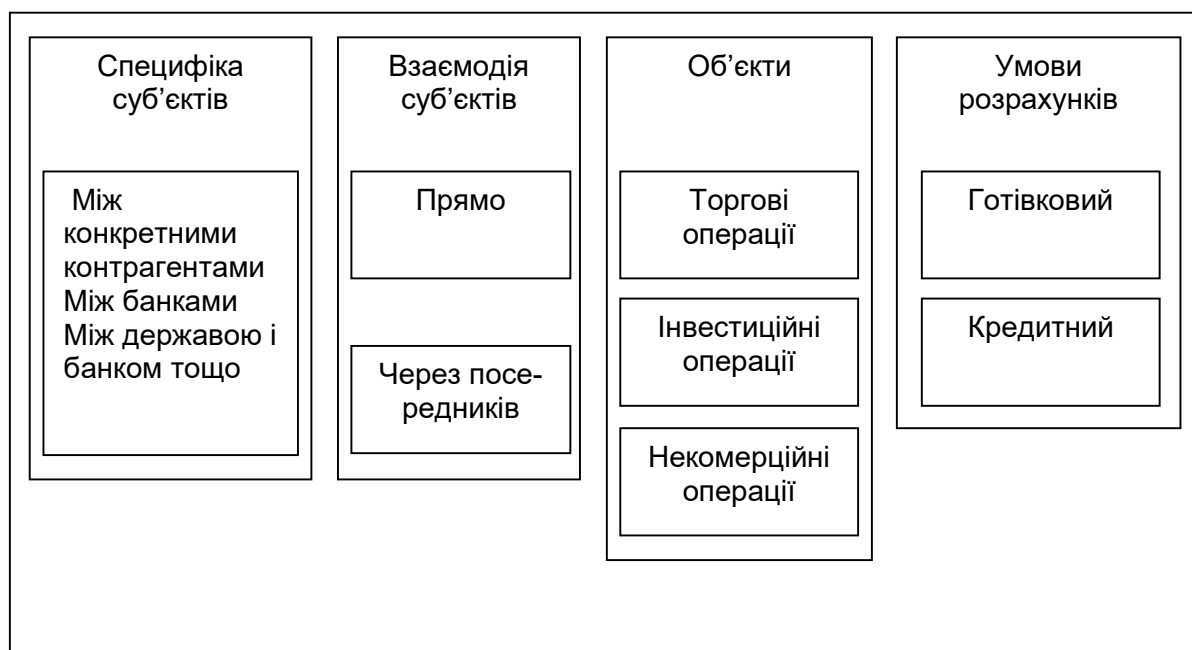 Специфіка
суб’єктів
Між
конкретними
контрагентами
Між банками
Між державою і
банком тощо
Взаємодія
суб’єктів
Прямо
Через посе-
редників
Об’єкти
Торгові
операції
Інвестиційні
операції
Некомерційні
операції
Умови
розрахунків
Готівковий
Кредитний